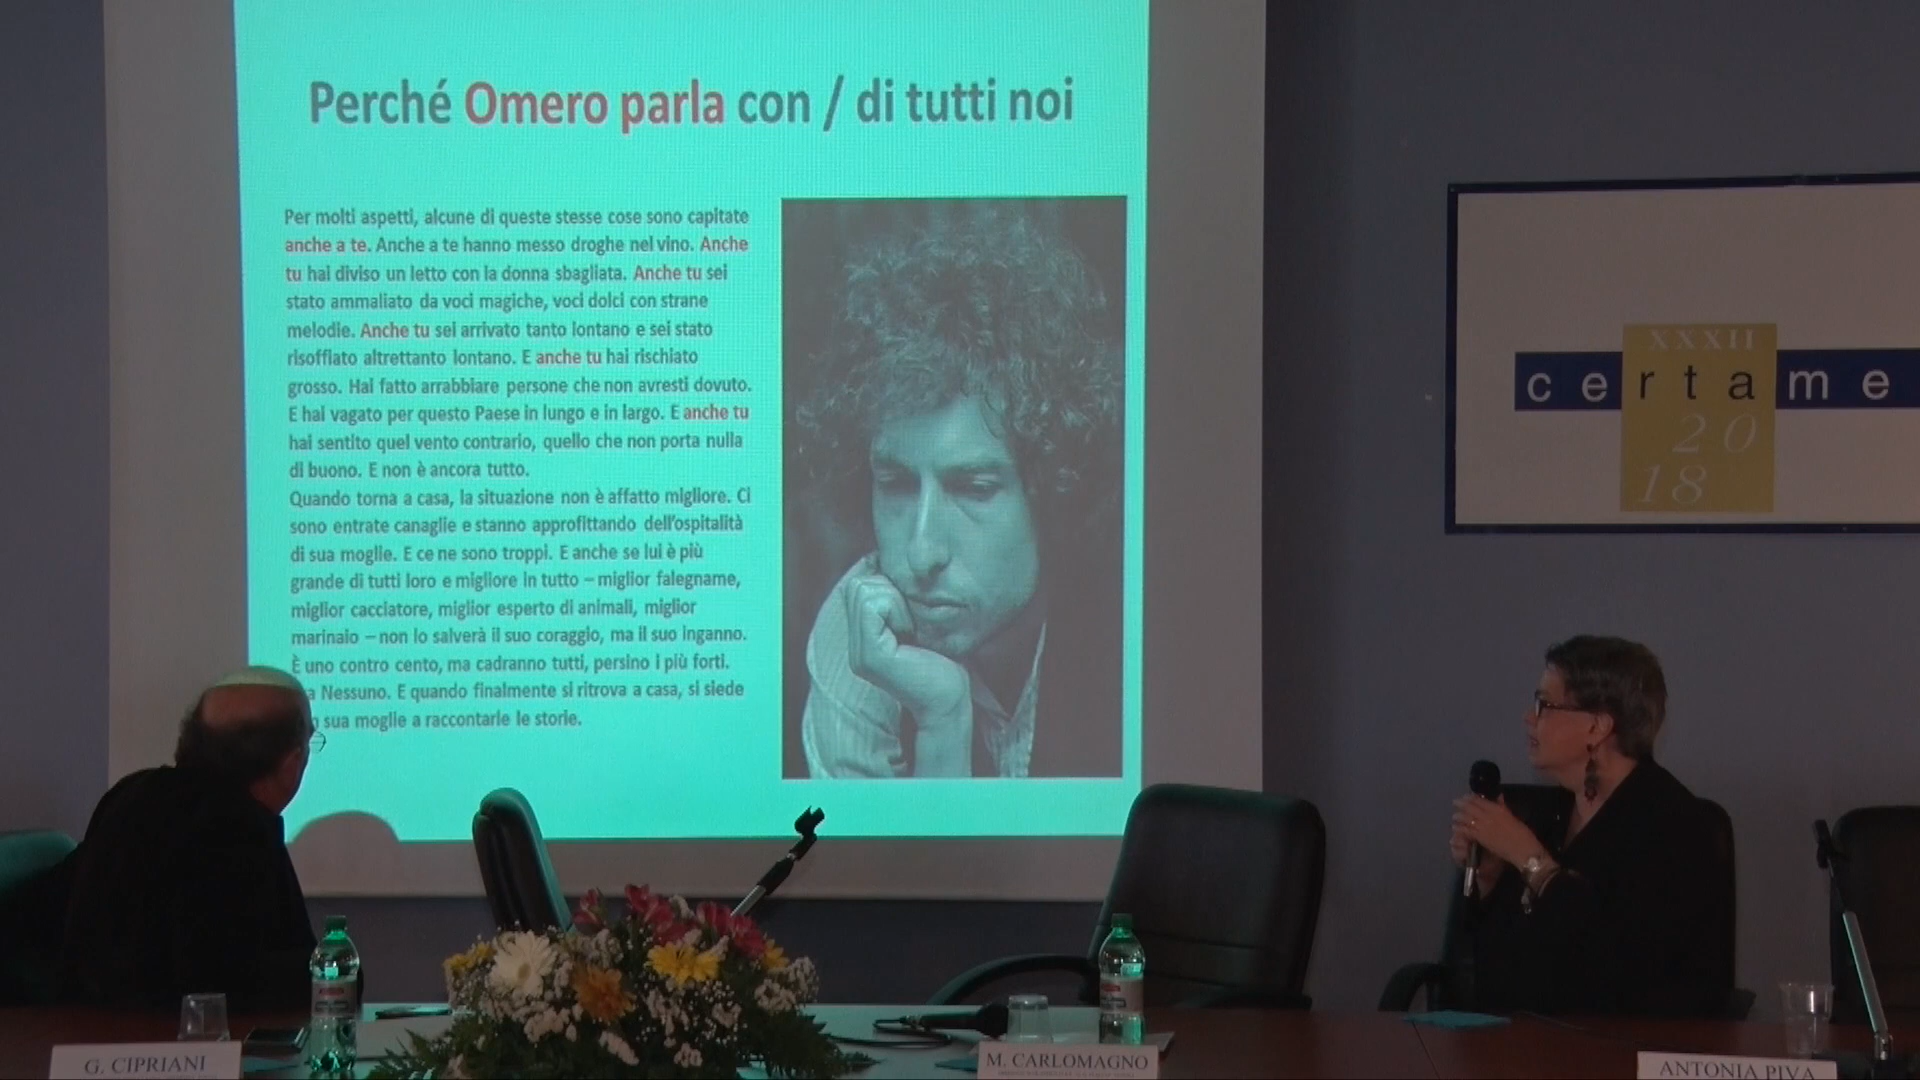 Perché Omero parla con / di tutti noi
Per molti aspetti, alcune di queste stesse cose sono capitate
anche a te. Anche a te hanno messo droghe nel vino. Anche
tu hai diviso un letto con la donna sbagliata. Anche tu sei
stato ammaliato da voci magiche, voci dolci con strane
melodie. Anche tu sei arrivato tanto lontano e sei stato
risoffiato altrettanto lontano. E anche tu hai rischiato
grosso. Hai fatto arrabbiare persone che non avresti dovuto.
E hai vagato per questo Paese in lungo e in largo. E anche tu
hai sentito quel vento contrario, quello che non porta nulla
di buono. E non è ancora tutto.
Quando torna a casa, la situazione non è affatto migliore. Ci
sono entrate canaglie e stanno approfittando dell'ospitalità
di sua moglie. E ce ne sono troppi. E anche se lui è più
grande di tutti loro e migliore in tutto – miglior falegname,
miglior cacciatore, miglior esperto di animali, miglior
marinaio – non lo salverà il suo coraggio, ma il suo inganno.
È uno contro cento, ma cadranno tutti, persino i più forti.
a Nessuno. E quando finalmente si ritrova a casa, si siede
o sua moglie a raccontarle le storie.
XXXII
certame
20
18
G. CIPRIANI
M. CARLOMAGNO
ANTONIA PIVA